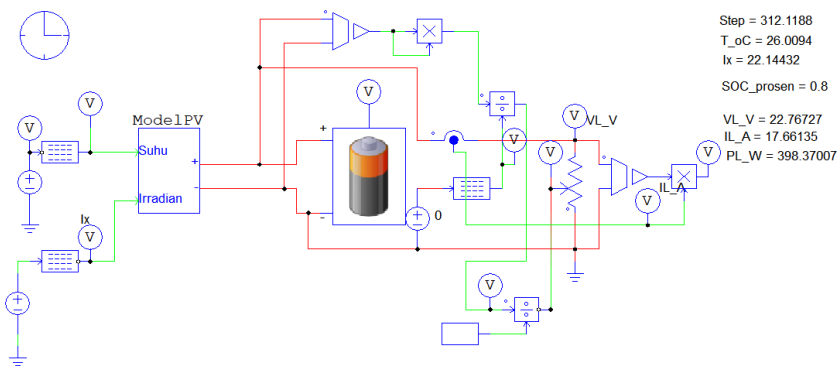 Step = 312.1188
T_oC = 26.0094
Ix = 22.14432
SOC_prosen = 0.8
VL_V = 22.76727
IL_A = 17.66135
PL_W = 398.37007
V
V
ModelPV
Suhu
Irradian
+
-
Ix
V
V
+
-
0
V
V
VL_V
V
V
IL_A
V
V